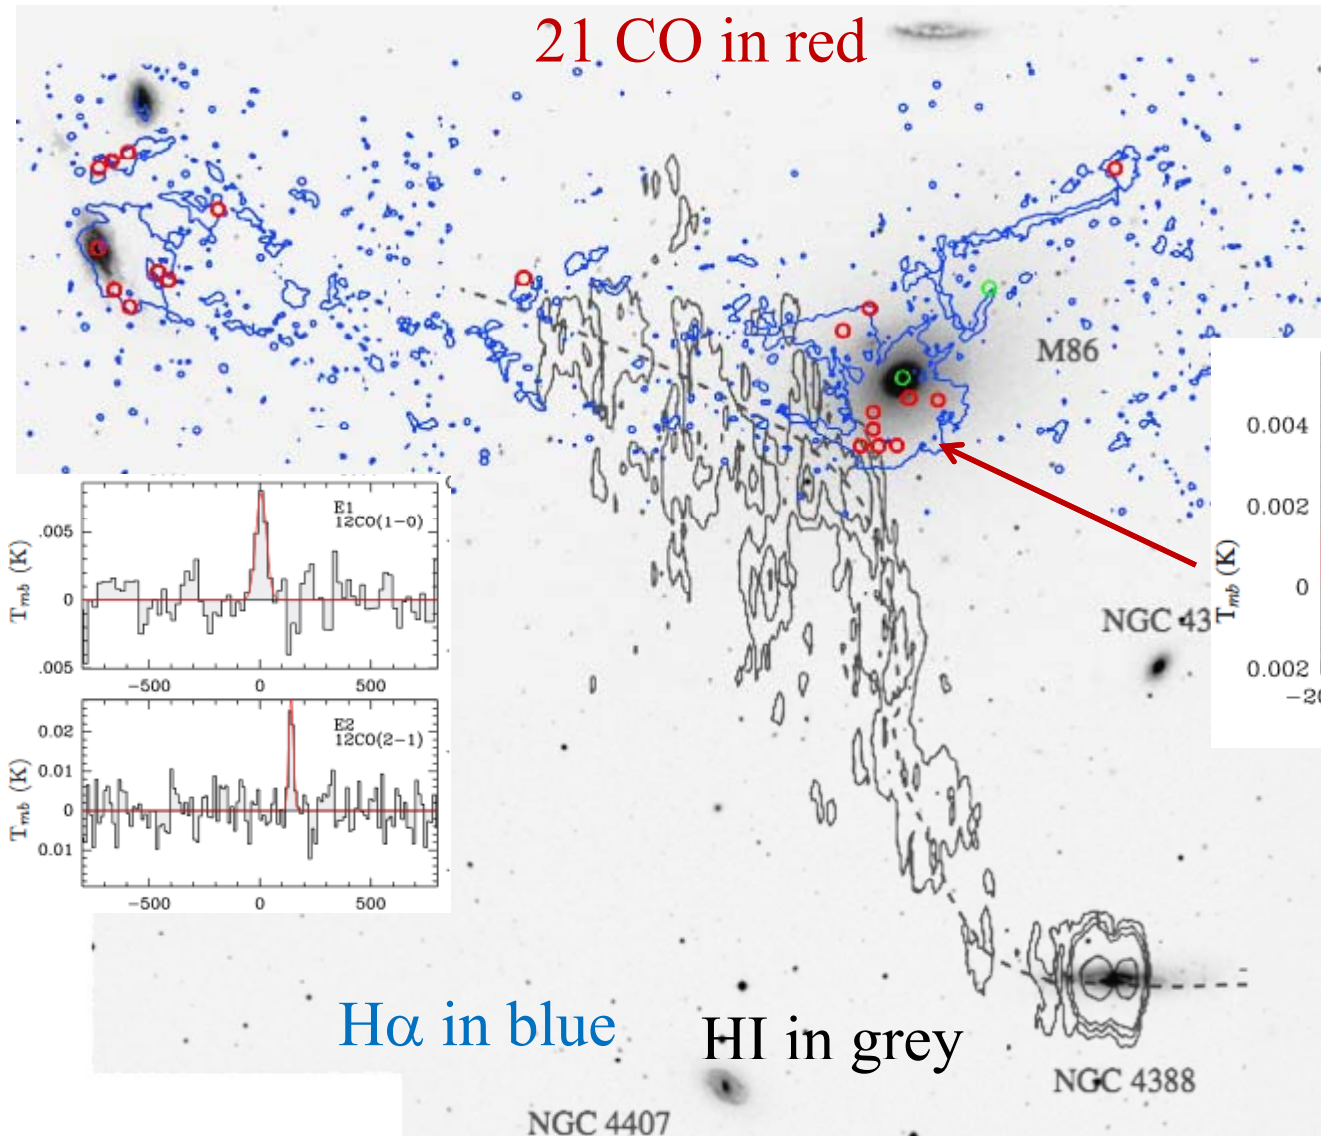 21 CO in red
M86
0.004
0.002
0
0.002
-20
T_mb (K)
NGC 43
E1
12CO(1-0)
.005
0
.005
T_mb (K)
-500 0 500
E2
12CO(2-1)
0.02
0.01
0
0.01
T_mb (K)
-500 0 500
Hα in blue
HI in grey
NGC 4388
NGC 4407